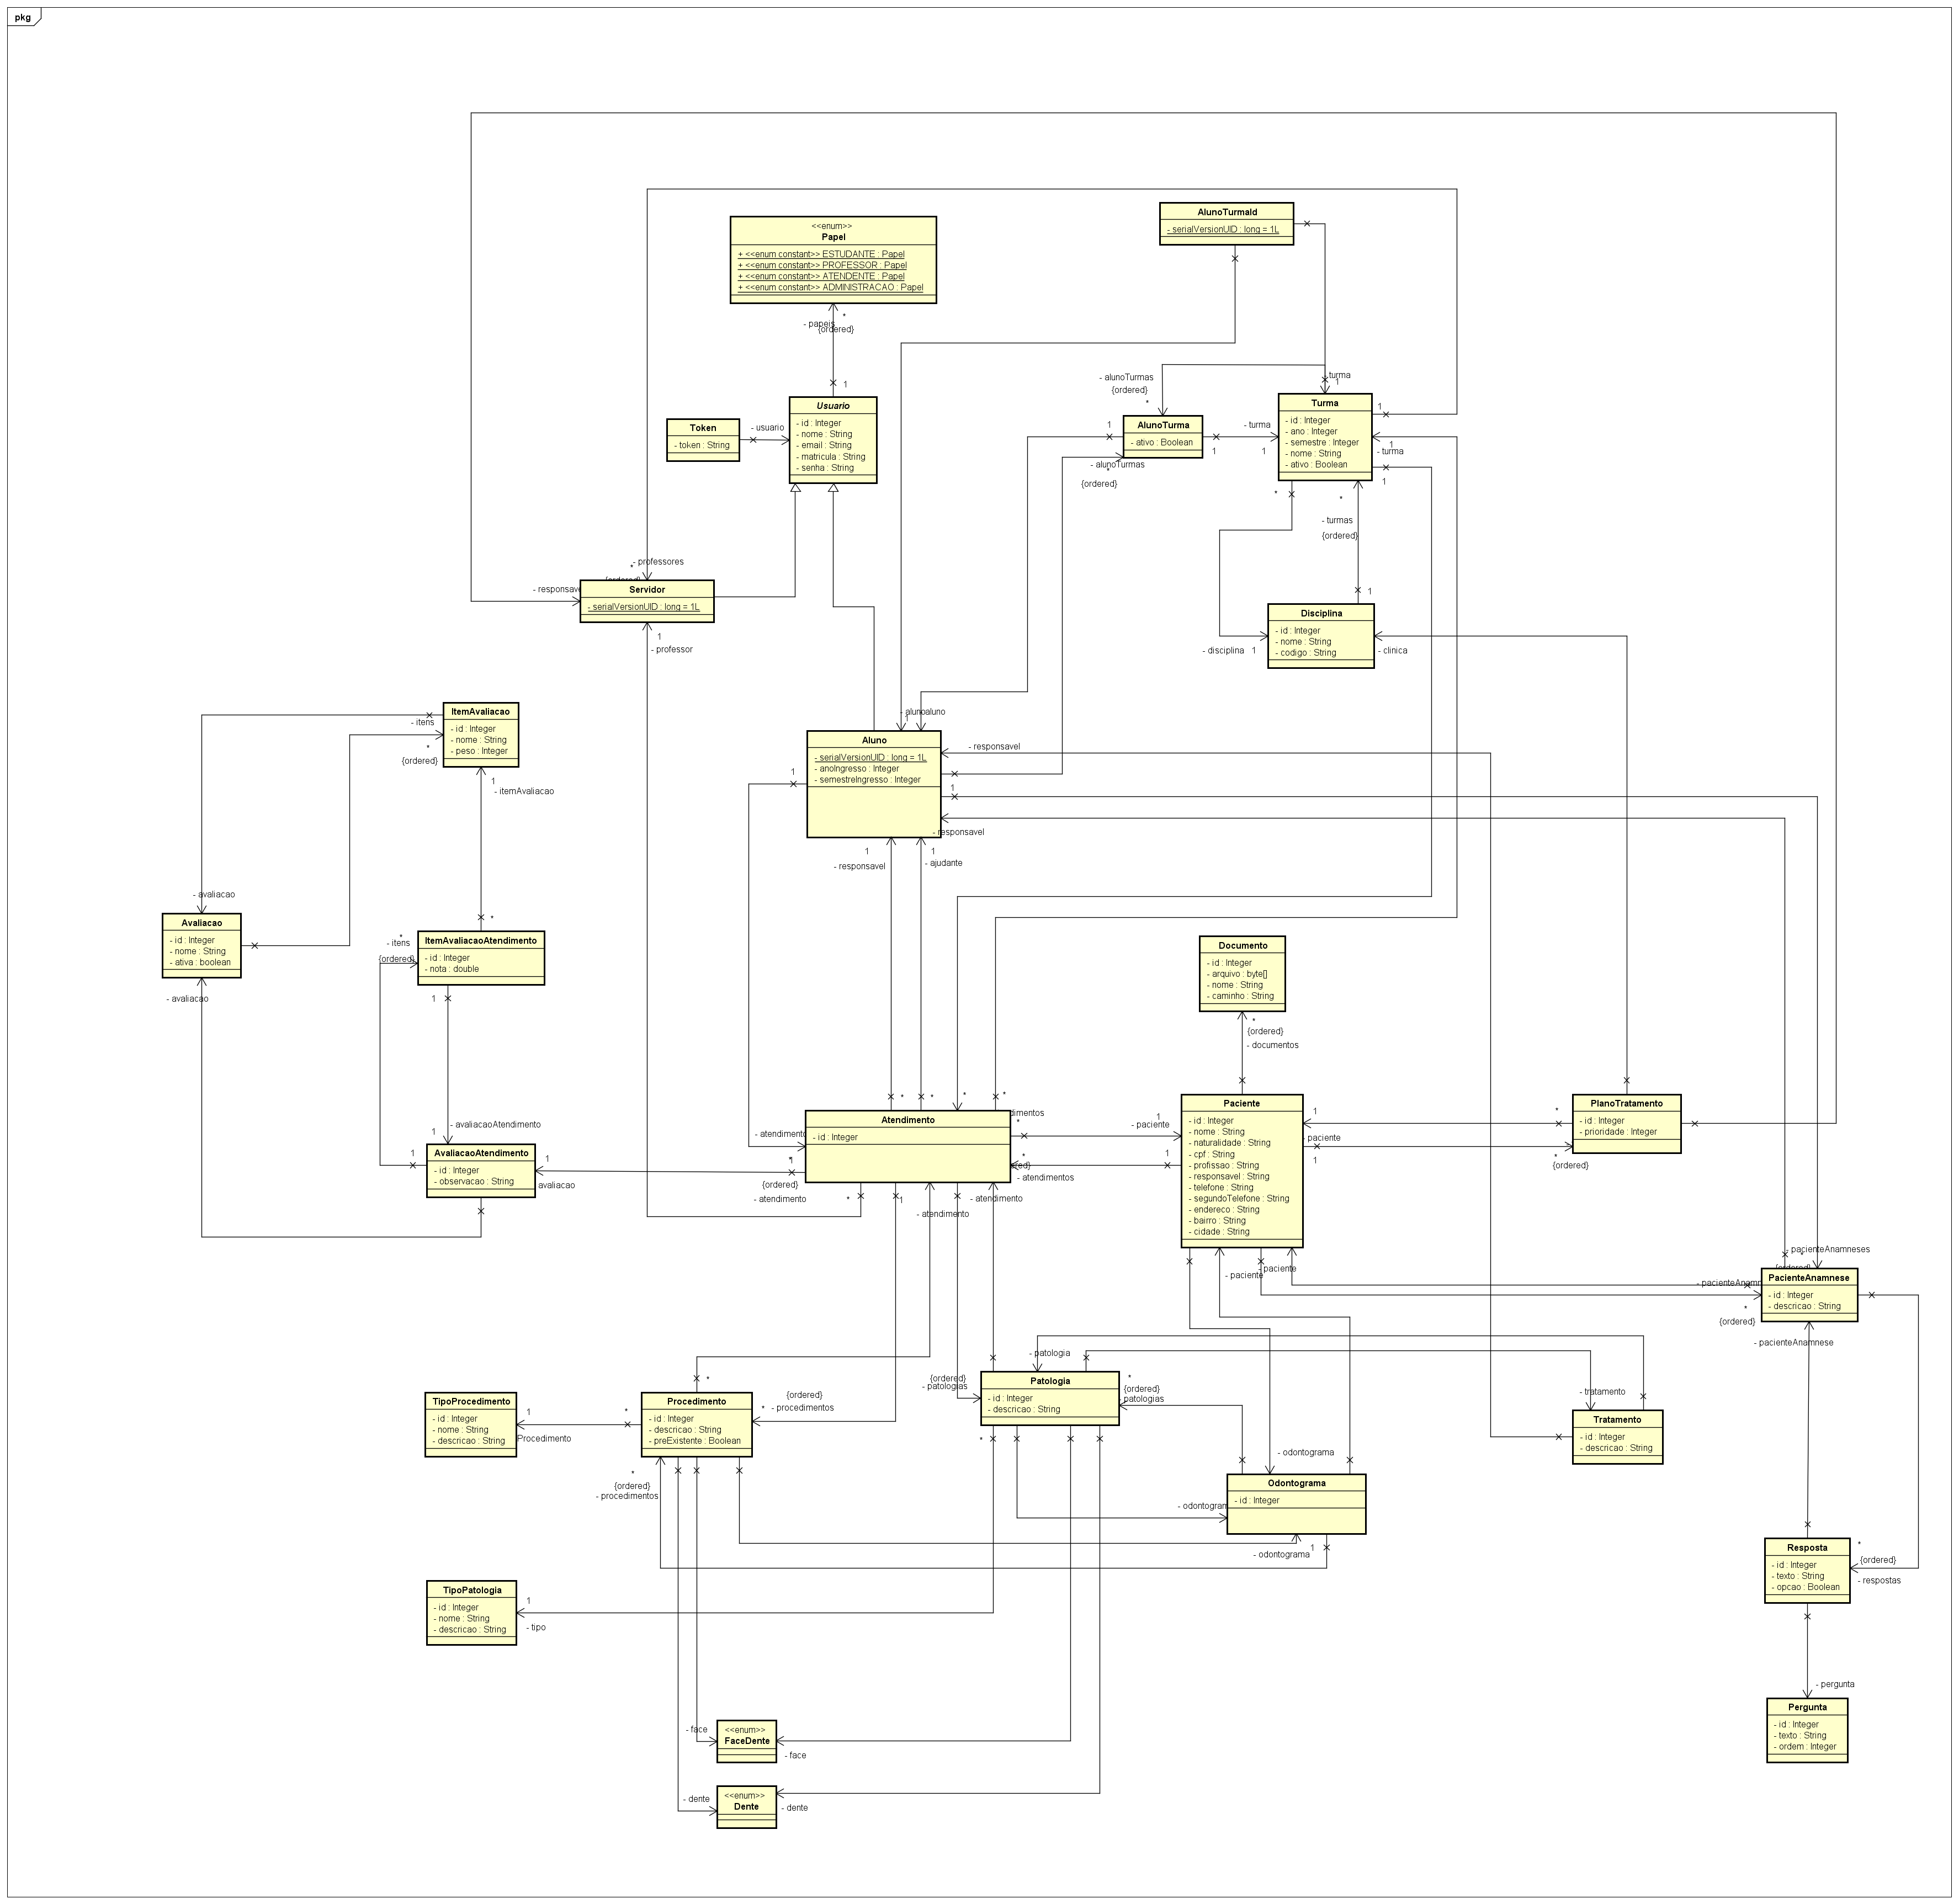 pkg
<<enum>>
Papel
+ <<enum constant>> ESTUDANTE : Papel
+ <<enum constant>> PROFESSOR : Papel
+ <<enum constant>> ATENDENTE : Papel
+ <<enum constant>> ADMINISTRACAO : Papel
- papeis
*
{ordered}
1
AlunoTurmaId
- serialVersionUID : long = 1L
Usuario
- id : Integer
- nome : String
- email : String
- matricula : String
- senha : String
Token
- token : String
- usuario
- alunoTurmas
{ordered}
*
turma
1
AlunoTurma
- ativo : Boolean
1
1
- turma
1
- alunoTurmas
*
{ordered}
Turma
- id : Integer
- ano : Integer
- semestre : Integer
- nome : String
- ativo : Boolean
1
1
- turma
1
*
*
- turmas
{ordered}
1
- professores
*
{ordered}
- responsavel
Servidor
- serialVersionUID : long = 1L
1
- professor
Disciplina
- id : Integer
- nome : String
- codigo : String
- disciplina
1
- clinica
ItemAvaliacao
- id : Integer
- nome : String
- peso : Integer
- itens
*
{ordered}
1
- itemAvaliacao
- aluno
aluno
1
Aluno
- serialVersionUID : long = 1L
- anoIngresso : Integer
- semestreIngresso : Integer
1
- responsavel
1
- responsavel
1
- responsavel
1
- ajudante
- avaliacao
Avaliacao
- id : Integer
- nome : String
- ativa : boolean
- avaliacao
*
*
- itens
{ordered}
ItemAvaliacaoAtendimento
- id : Integer
- nota : double
1
1
- avaliacaoAtendimento
AvaliacaoAtendimento
- id : Integer
- observacao : String
1
1
avaliacao
Documento
- id : Integer
- arquivo : byte[]
- nome : String
- caminho : String
*
{ordered}
- documentos
*
*
*
*
Atendimento
- id : Integer
- atendimento
*
1
{ordered}
- atendimento
*
1
- atendimento
- atendimento
*
1
- paciente
*
1
- atendimentos
Paciente
- id : Integer
- nome : String
- naturalidade : String
- cpf : String
- profissao : String
- responsavel : String
- telefone : String
- segundoTelefone : String
- endereco : String
- bairro : String
- cidade : String
1
- paciente
1
*
*
{ordered}
PlanoTratamento
- id : Integer
- prioridade : Integer
- paciente
- paciente
- pacienteAnamneses
*
{ordered}
PacienteAnamnese
- id : Integer
- descricao : String
*
{ordered}
- pacienteAnamnese
{ordered}
- patologias
- patologia
Patologia
- id : Integer
- descricao : String
*
{ordered}
patologias
*
- tratamento
Tratamento
- id : Integer
- descricao : String
TipoProcedimento
- id : Integer
- nome : String
- descricao : String
1
*
Procedimento
*
Procedimento
- id : Integer
- descricao : String
- preExistente : Boolean
{ordered}
*
- procedimentos
*
{ordered}
- procedimentos
- odontograma
Odontograma
- id : Integer
- odontograma
1
TipoPatologia
- id : Integer
- nome : String
- descricao : String
1
- tipo
Resposta
- id : Integer
- texto : String
- opcao : Boolean
*
{ordered}
- respostas
- pergunta
Pergunta
- id : Integer
- texto : String
- ordem : Integer
<<enum>>
FaceDente
- face
- face
<<enum>>
Dente
- dente
- dente